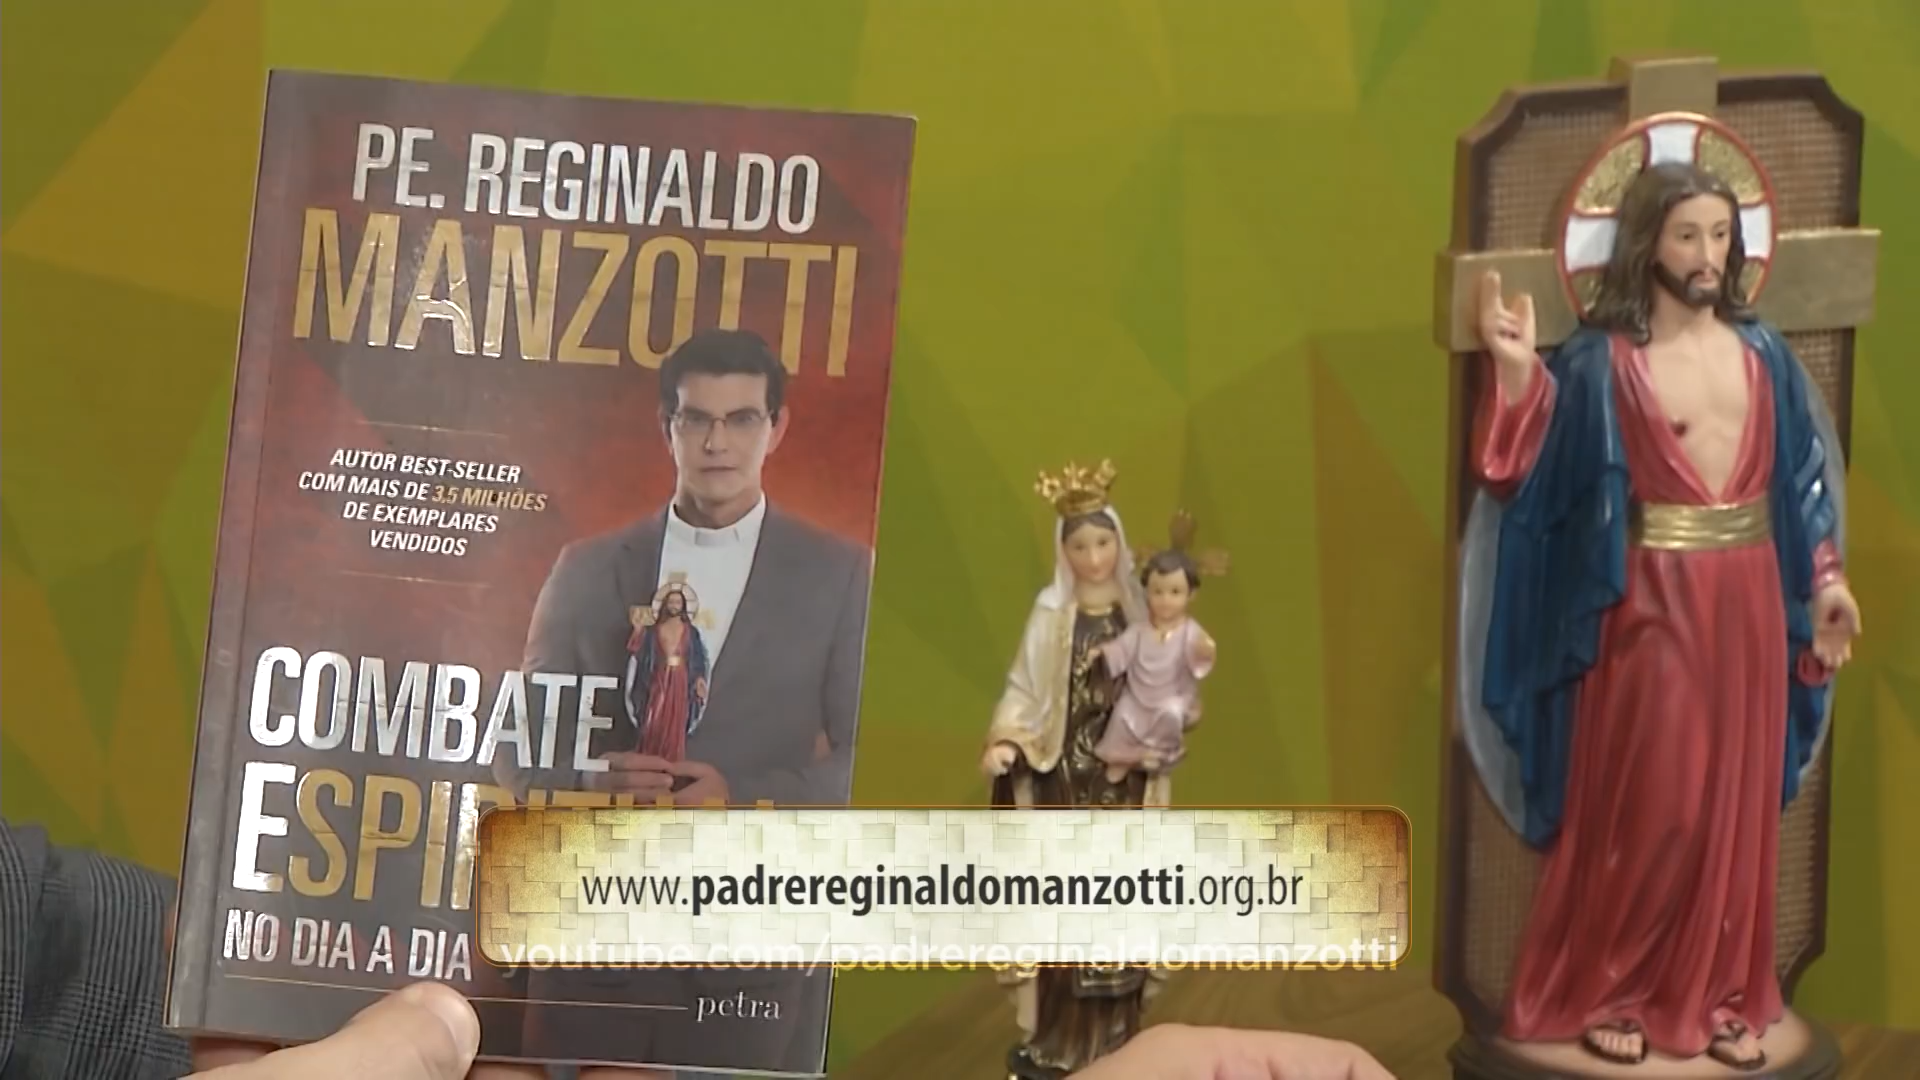 PE. REGINALDO
MANZOTTI
AUTOR BEST-SELLER
COM MAIS DE 3,5 MILHÕES
DE EXEMPLARES
VENDIDOS
COMBATE
NO DIA A DIA
petra
www.padrereginaldomanzotti.org.br
youtube.com/padrereginaldomanzotti